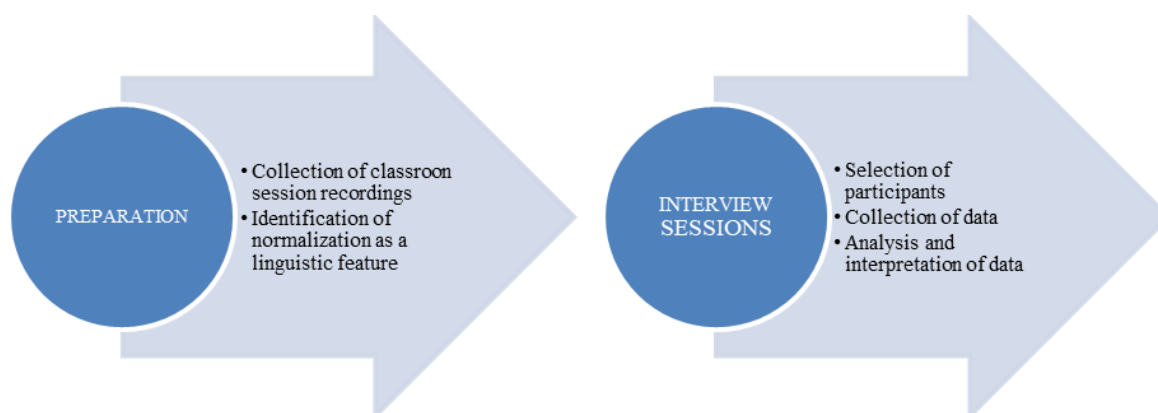 PREPARATION
• Collection of classroon
session recordings
• Identification of
normalization as a
linguistic feature
INTERVIEW
SESSIONS
• Selection of
participants
• Collection of data
• Analysis and
interpretation of data